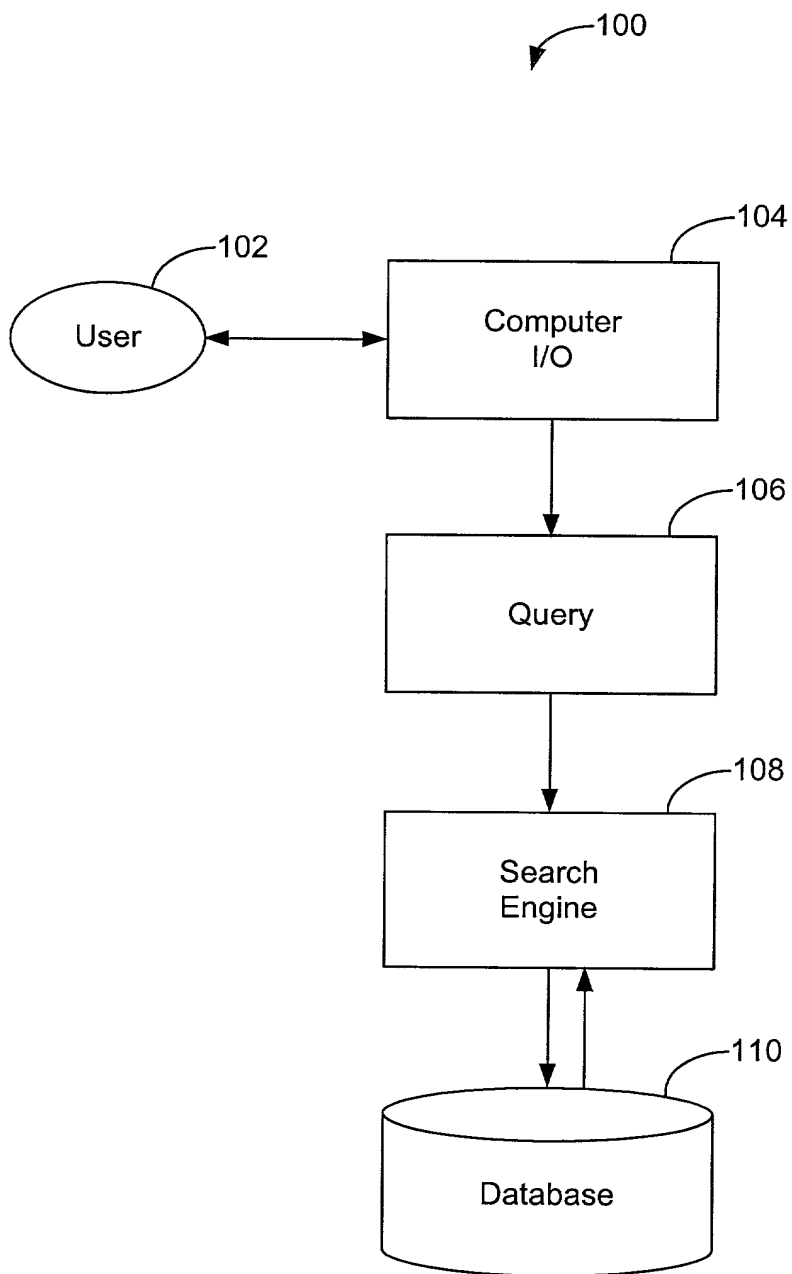 100
104
102
User
Computer
I/O
106
Query
108
Search
Engine
110
Database